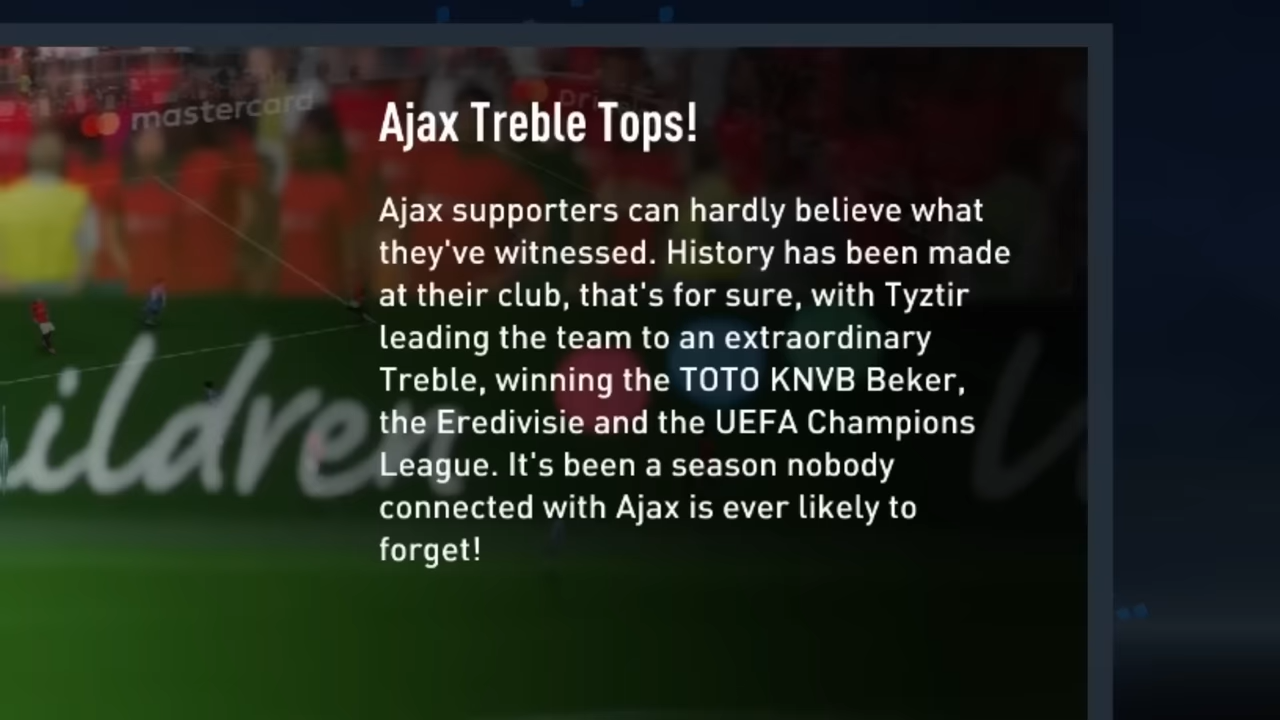 mastercard
Ajax Treble Tops!
Ajax supporters can hardly believe what
they've witnessed. History has been made
at their club, that's for sure, with Tyztir
leading the team to an extraordinary
Treble, winning the TOTO KNVB Beker,
the Eredivisie and the UEFA Champions
League. It's been a season nobody
connected with Ajax is ever likely to
forget!
ildren